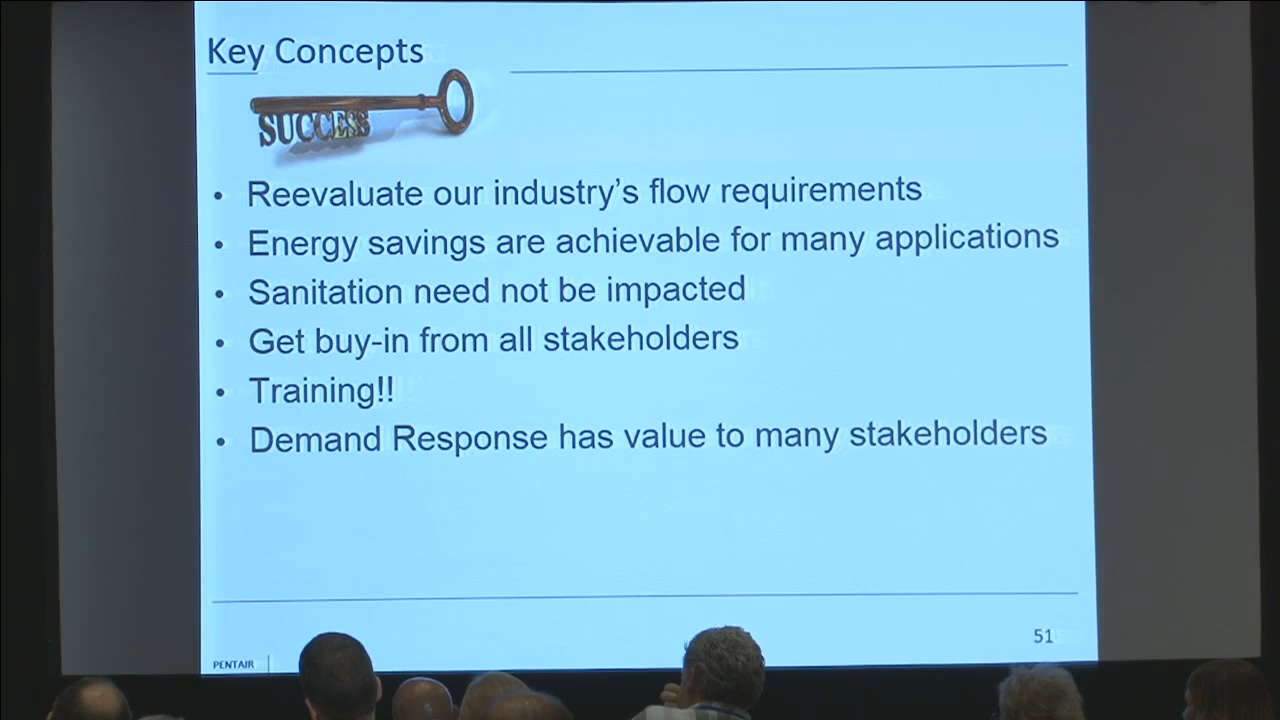 Key Concepts
SUCCESS
• Reevaluate our industry’s flow requirements
• Energy savings are achievable for many applications
• Sanitation need not be impacted
• Get buy-in from all stakeholders
• Training!!
• Demand Response has value to many stakeholders
51
PENTAIR